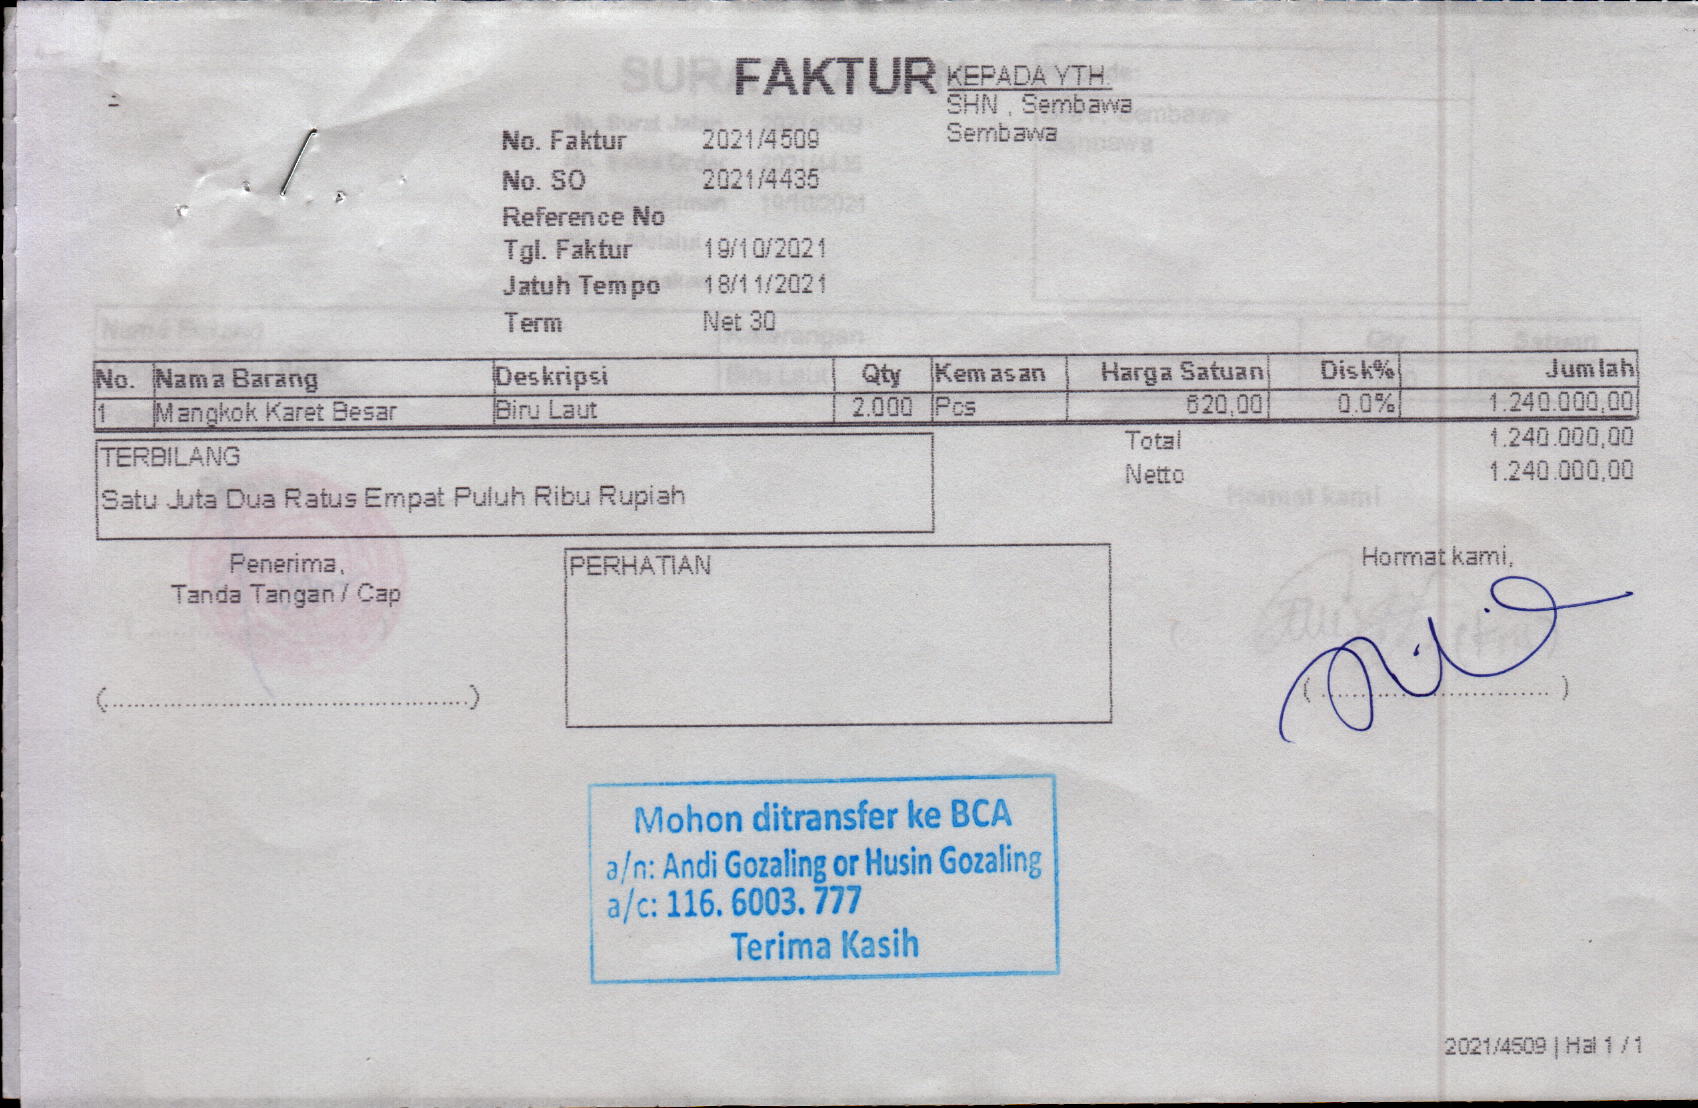 FAKTUR
KEPADA YTH.
SHN , Sembawa
Sembawa
No. Faktur 2021/4509
No. SO 2021/4435
Reference No
Tgl. Faktur 19/10/2021
Jatuh Tempo 18/11/2021
Term Net 30
No. Nama Barang Deskripsi Qty Kemasan Harga Satuan Disk% Jumlah
1 Mangkok Karet Besar Biru Laut 2.000 Pcs 620,00 0.0% 1.240.000,00
Total 1.240.000,00
Netto 1.240.000,00
TERBILANG
Satu Juta Dua Ratus Empat Puluh Ribu Rupiah
Penerima,
Tanda Tangan / Cap
(................................................)
PERHATIAN
Hormat kami,
(..............................)
Mohon ditransfer ke BCA
a/n: Andi Gozaling or Husin Gozaling
a/c: 116. 6003. 777
Terima Kasih
2021/4509 | Hal 1 / 1